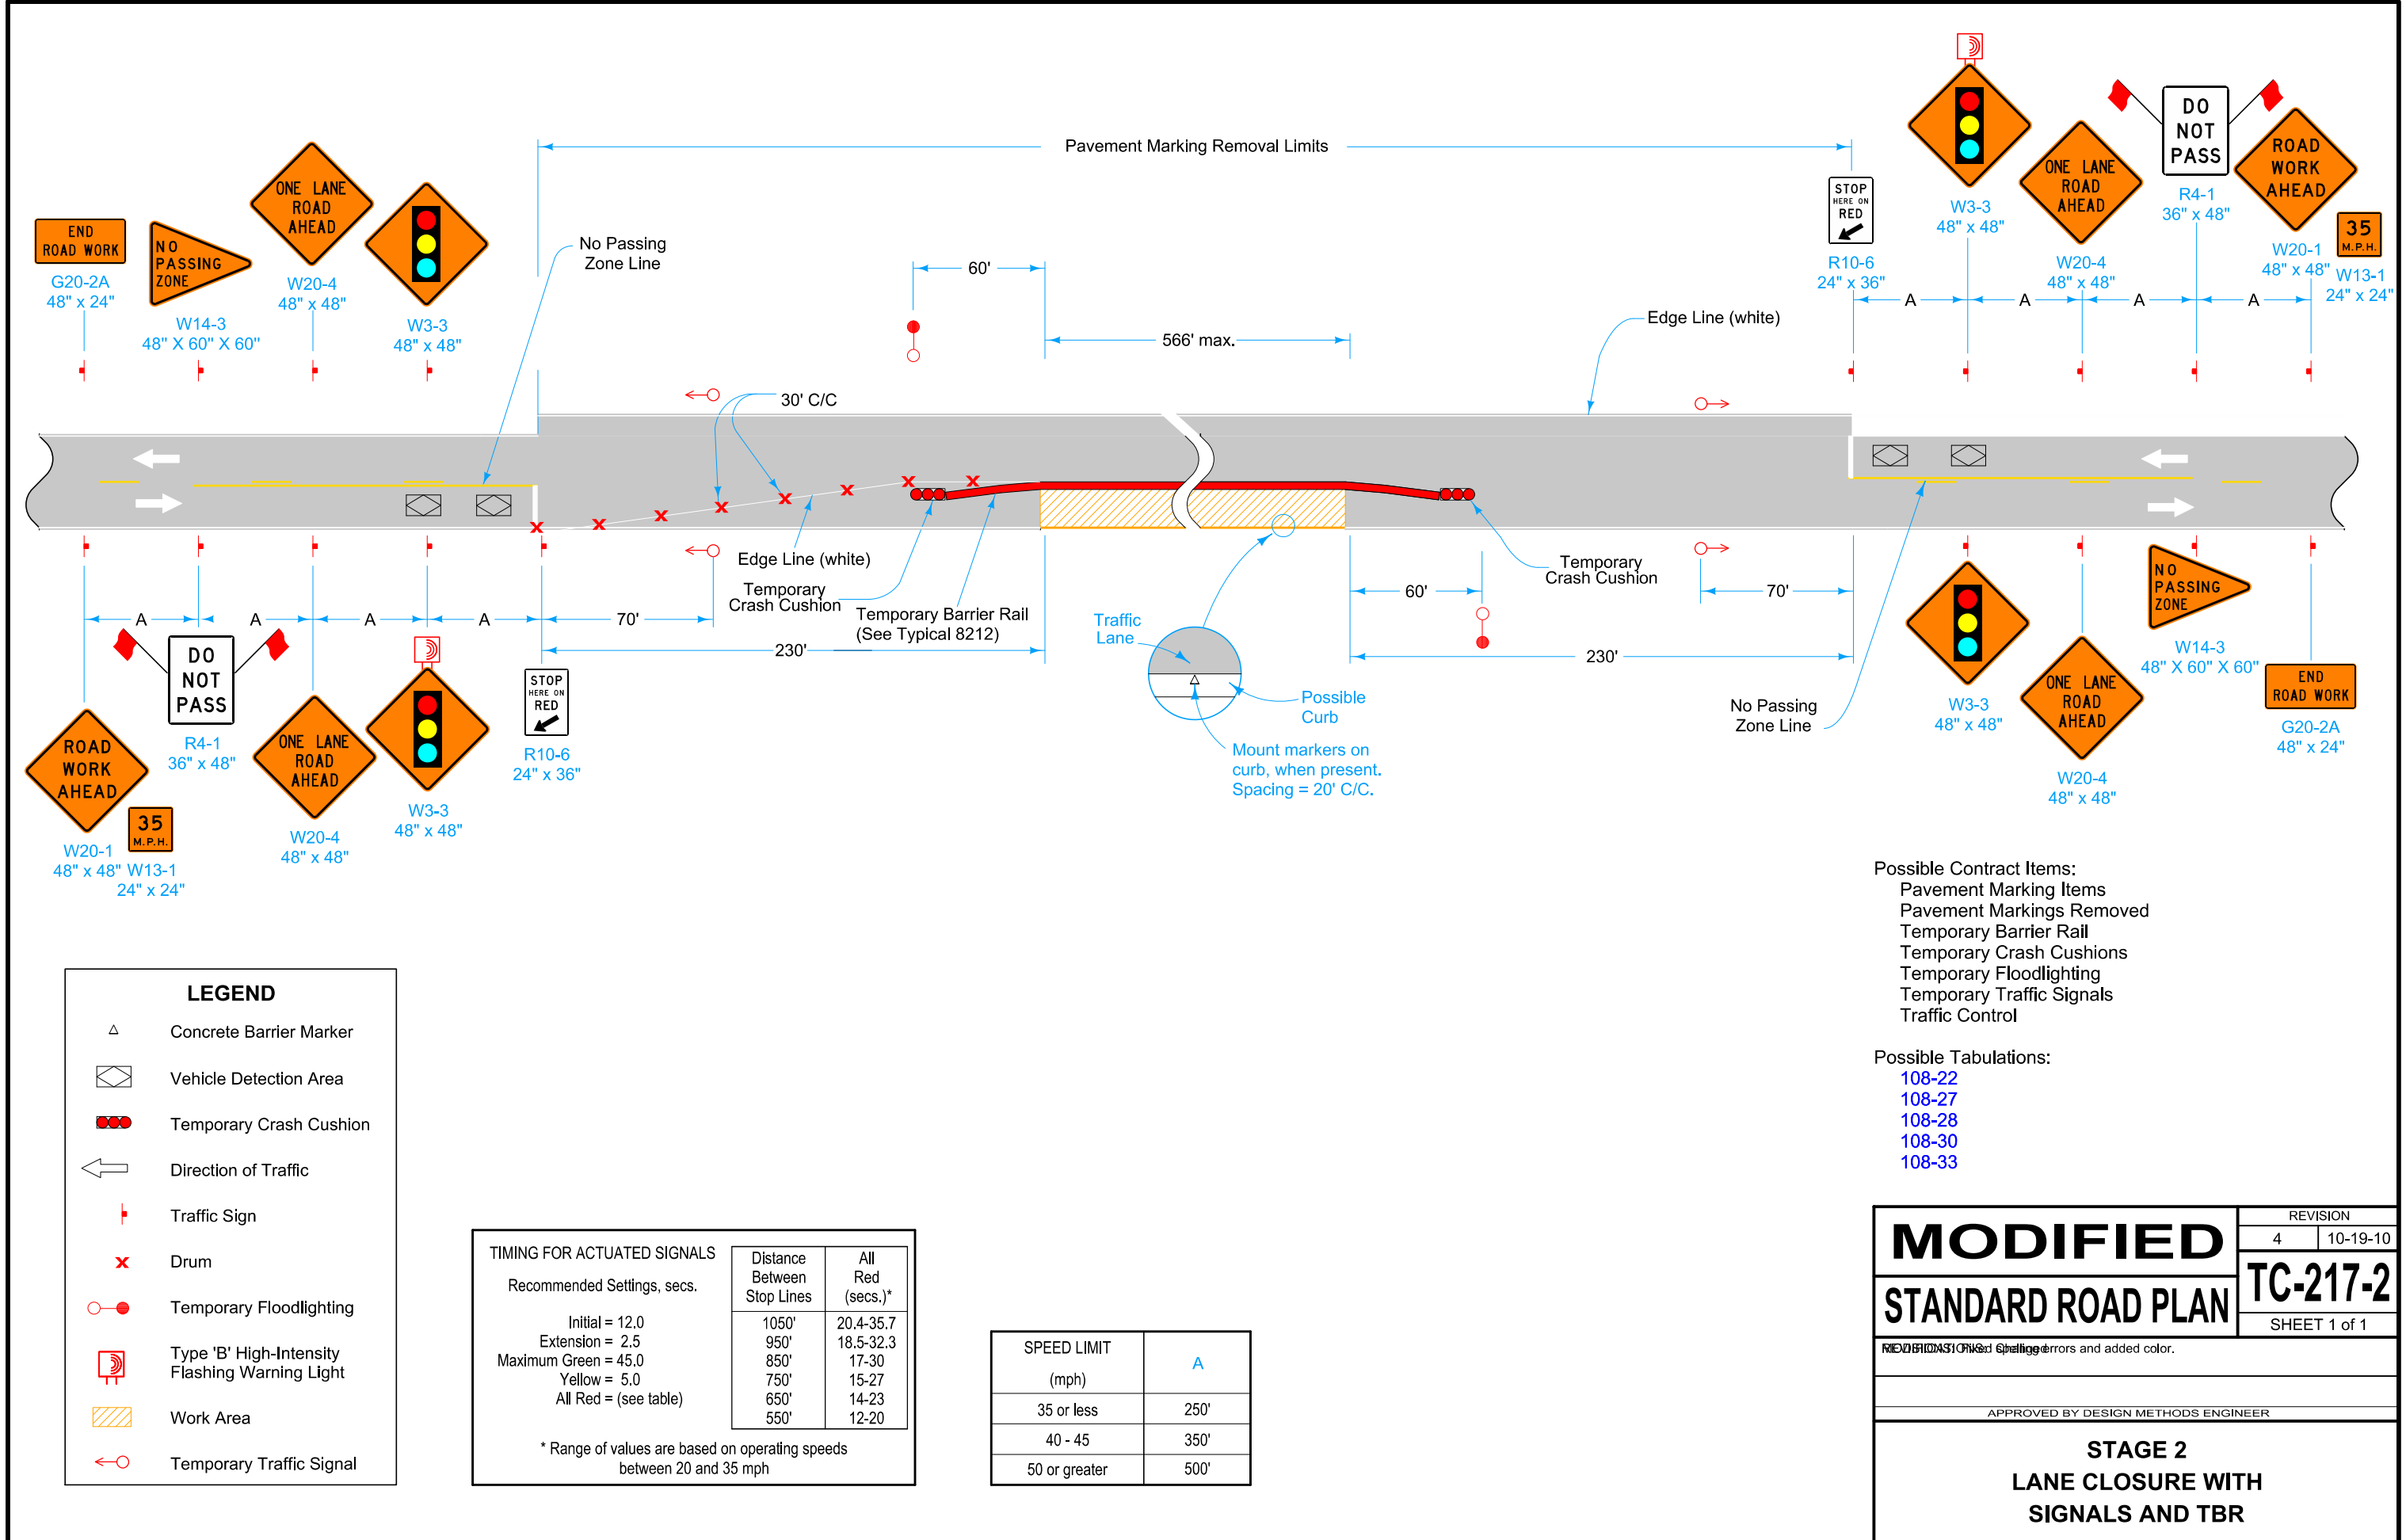 Pavement Marking Removal Limits
END
ROAD WORK
G20-2A
48" x 24"
NO
PASSING
ZONE
W14-3
48" X 60" X 60"
ONE LANE
ROAD
AHEAD
W20-4
48" x 48"
W3-3
48" x 48"
No Passing
Zone Line
60'
566' max.
Edge Line (white)
STOP
HERE ON
RED
R10-6
24" x 36"
W3-3
48" x 48"
ONE LANE
ROAD
AHEAD
W20-4
48" x 48"
DO
NOT
PASS
R4-1
36" x 48"
ROAD
WORK
AHEAD
W20-1
48" x 48"
35
M.P.H.
W13-1
24" x 24"
A
A
A
A
30' C/C
Edge Line (white)
Temporary
Crash Cushion
Temporary Barrier Rail
(See Typical 8212)
A
A
A
A
70'
230'
ROAD
WORK
AHEAD
W20-1
48" x 48"
35
M.P.H.
W13-1
24" x 24"
DO
NOT
PASS
R4-1
36" x 48"
ONE LANE
ROAD
AHEAD
W20-4
48" x 48"
W3-3
48" x 48"
STOP
HERE ON
RED
R10-6
24" x 36"
Traffic
Lane
Possible
Curb
Mount markers on
curb, when present.
Spacing = 20' C/C.
Temporary
Crash Cushion
60'
70'
230'
No Passing
Zone Line
W3-3
48" x 48"
ONE LANE
ROAD
AHEAD
W20-4
48" x 48"
NO
PASSING
ZONE
W14-3
48" X 60" X 60"
END
ROAD WORK
G20-2A
48" x 24"
Possible Contract Items:
Pavement Marking Items
Pavement Markings Removed
Temporary Barrier Rail
Temporary Crash Cushions
Temporary Floodlighting
Temporary Traffic Signals
Traffic Control
Possible Tabulations:
108-22
108-27
108-28
108-30
108-33
LEGEND
Concrete Barrier Marker
Vehicle Detection Area
Temporary Crash Cushion
Direction of Traffic
Traffic Sign
Drum
Temporary Floodlighting
Type 'B' High-Intensity
Flashing Warning Light
Work Area
Temporary Traffic Signal
TIMING FOR ACTUATED SIGNALS
Recommended Settings, secs.
Initial = 12.0
Extension = 2.5
Maximum Green = 45.0
Yellow = 5.0
All Red = (see table)
Distance
Between
Stop Lines
All
Red
(secs.)*
1050' 20.4-35.7
950' 18.5-32.3
850' 17-30
750' 15-27
650' 14-23
550' 12-20
* Range of values are based on operating speeds
between 20 and 35 mph
SPEED LIMIT
(mph)
A
35 or less 250'
40 - 45 350'
50 or greater 500'
MODIFIED
STANDARD ROAD PLAN
REVISION
4 10-19-10
TC-217-2
SHEET 1 of 1
errors and added color.
APPROVED BY DESIGN METHODS ENGINEER
STAGE 2
LANE CLOSURE WITH
SIGNALS AND TBR